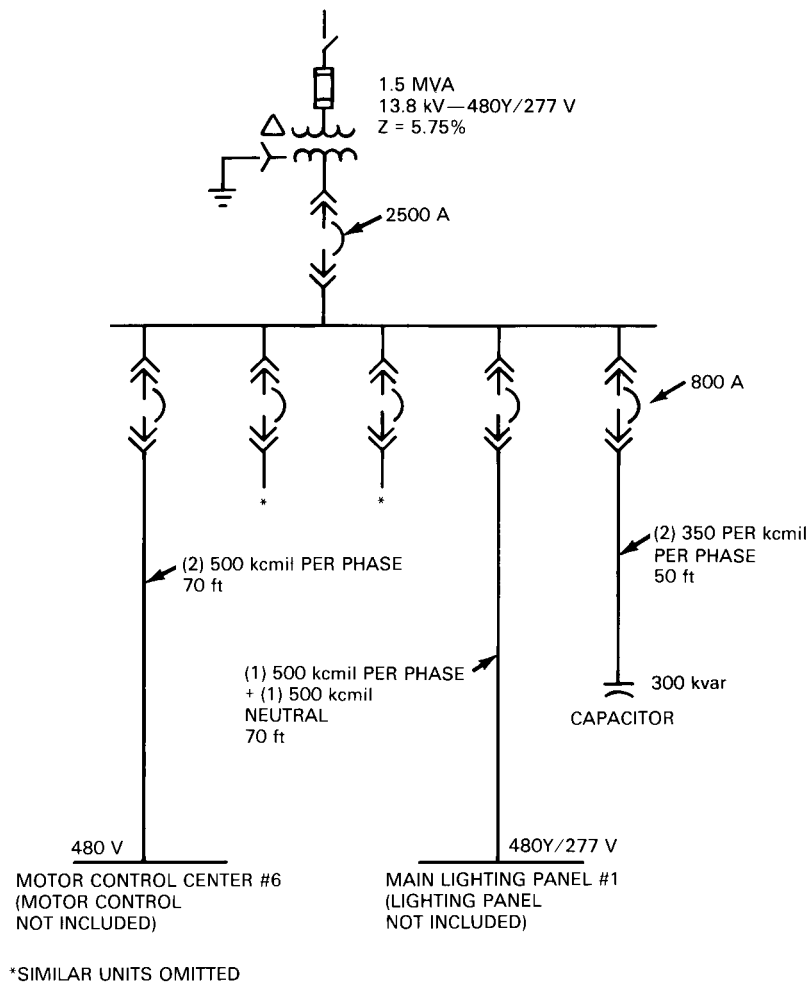 1.5 MVA
13.8 kV—480Y/277 V
Z = 5.75%
2500 A
800 A
*
*
(2) 500 kcmil PER PHASE
70 ft
(2) 350 PER kcmil
PER PHASE
50 ft
(1) 500 kcmil PER PHASE
+ (1) 500 kcmil
NEUTRAL
70 ft
300 kvar
CAPACITOR
480 V
MOTOR CONTROL CENTER #6
(MOTOR CONTROL
NOT INCLUDED)
480Y/277 V
MAIN LIGHTING PANEL #1
(LIGHTING PANEL
NOT INCLUDED)
*SIMILAR UNITS OMITTED